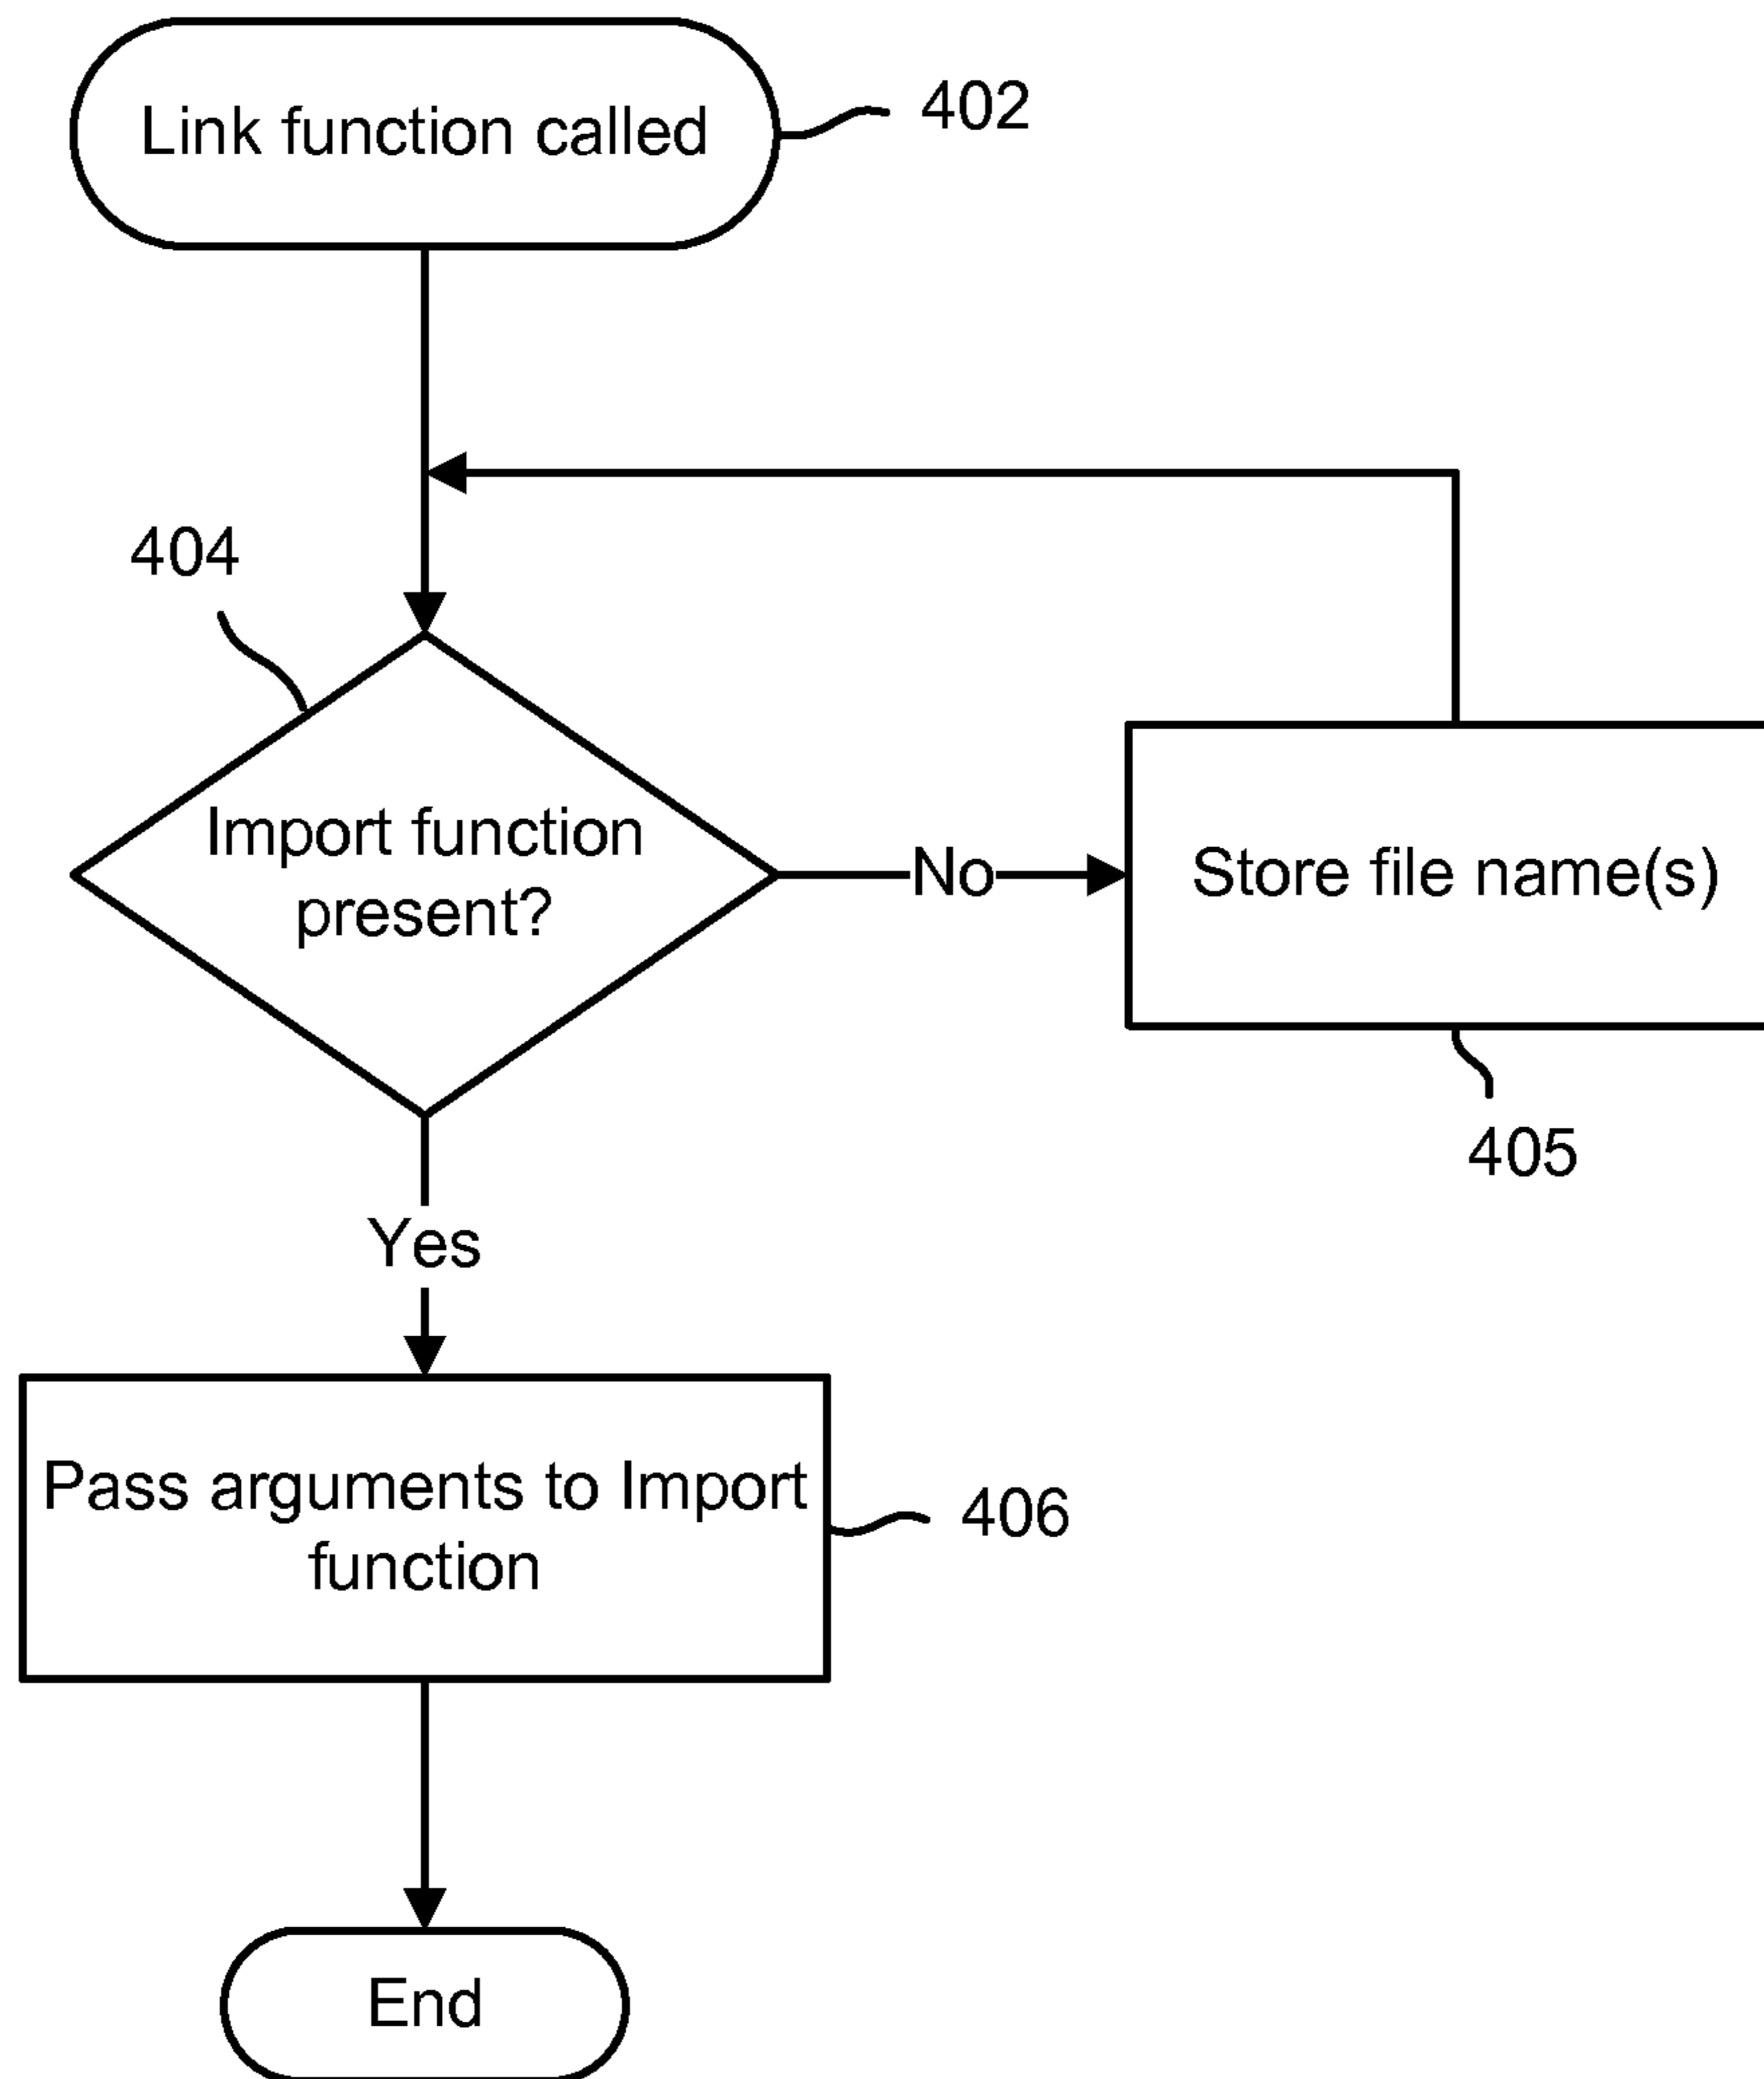 Link function called
402
404
Import function
present?
No
Store file name(s)
405
Yes
Pass arguments to Import
function
406
End